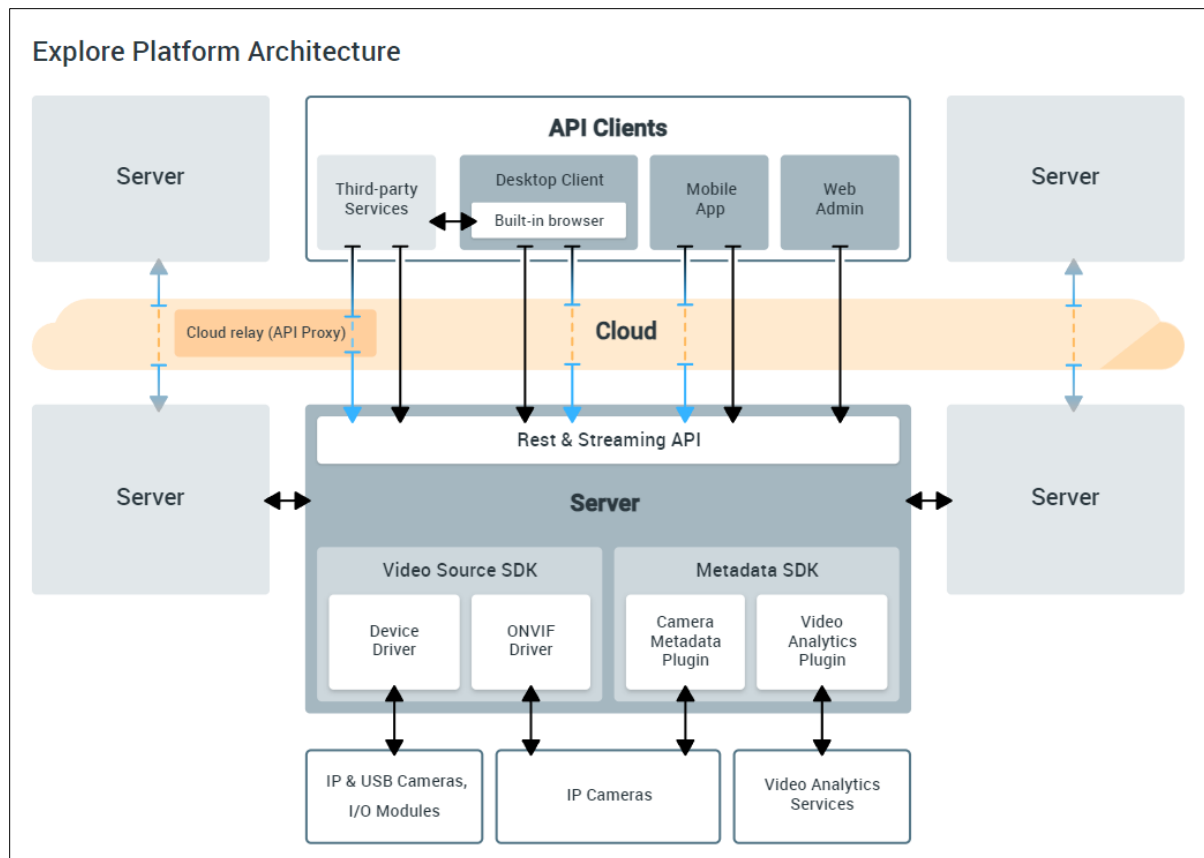 Explore Platform Architecture
Server
API Clients
Server
Third-party
Services
Desktop Client
Built-in browser
Mobile
App
Web
Admin
Cloud relay (API Proxy)
Cloud
Server
Rest & Streaming API
Server
Server
Video Source SDK
Metadata SDK
Device
Driver
ONVIF
Driver
Camera
Metadata
Plugin
Video
Analytics
Plugin
IP & USB Cameras,
I/O Modules
IP Cameras
Video Analytics
Services